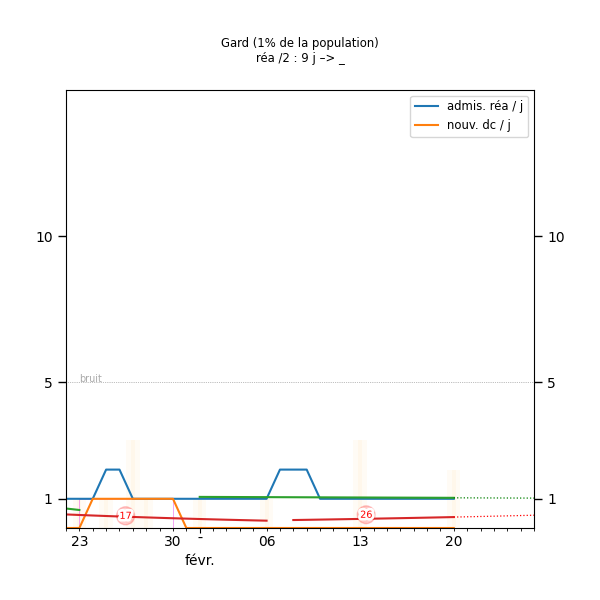 Gard (1% de la population)
réa /2 : 9 j –> _
admis. réa / j
nouv. dc / j
10 10
bruit
5 5
1 1
-17
26
23 30 - 06 13 20
févr.